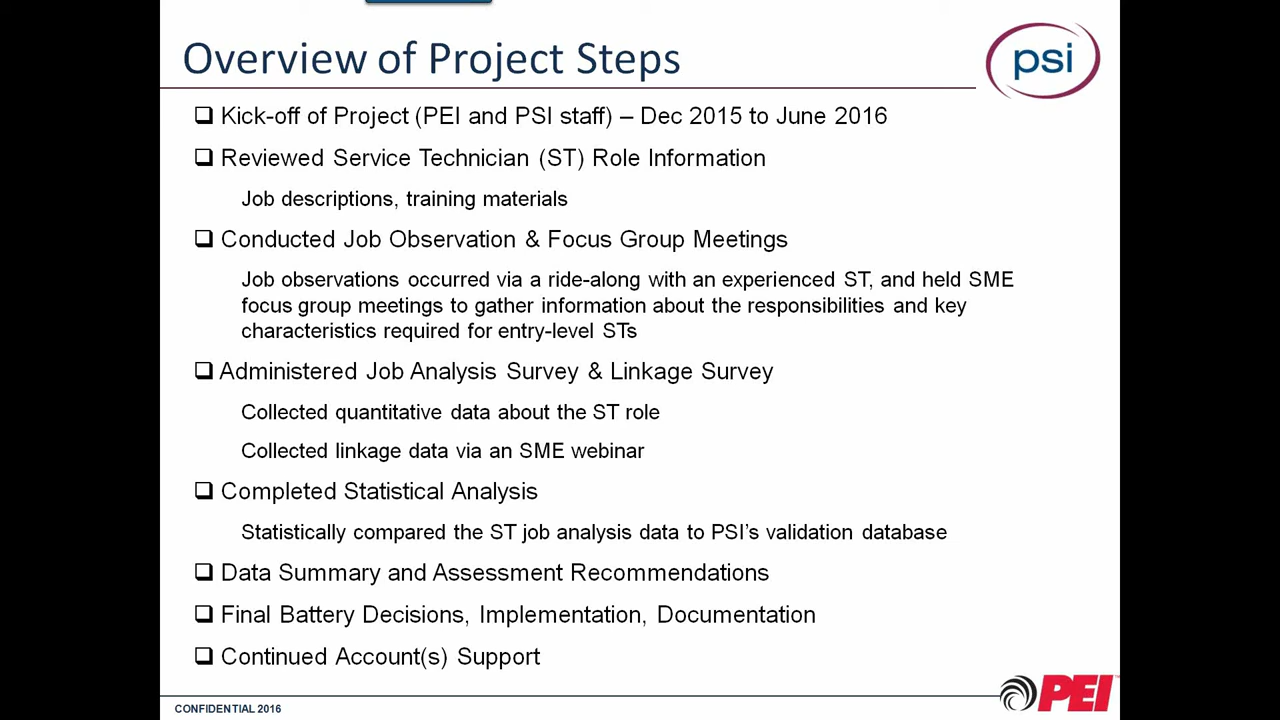 Overview of Project Steps
psi
❑ Kick-off of Project (PEI and PSI staff) – Dec 2015 to June 2016
❑ Reviewed Service Technician (ST) Role Information
Job descriptions, training materials
❑ Conducted Job Observation & Focus Group Meetings
Job observations occurred via a ride-along with an experienced ST, and held SME
focus group meetings to gather information about the responsibilities and key
characteristics required for entry-level STs
❑ Administered Job Analysis Survey & Linkage Survey
Collected quantitative data about the ST role
Collected linkage data via an SME webinar
❑ Completed Statistical Analysis
Statistically compared the ST job analysis data to PSI's validation database
❑ Data Summary and Assessment Recommendations
❑ Final Battery Decisions, Implementation, Documentation
❑ Continued Account(s) Support
CONFIDENTIAL 2016
PEI